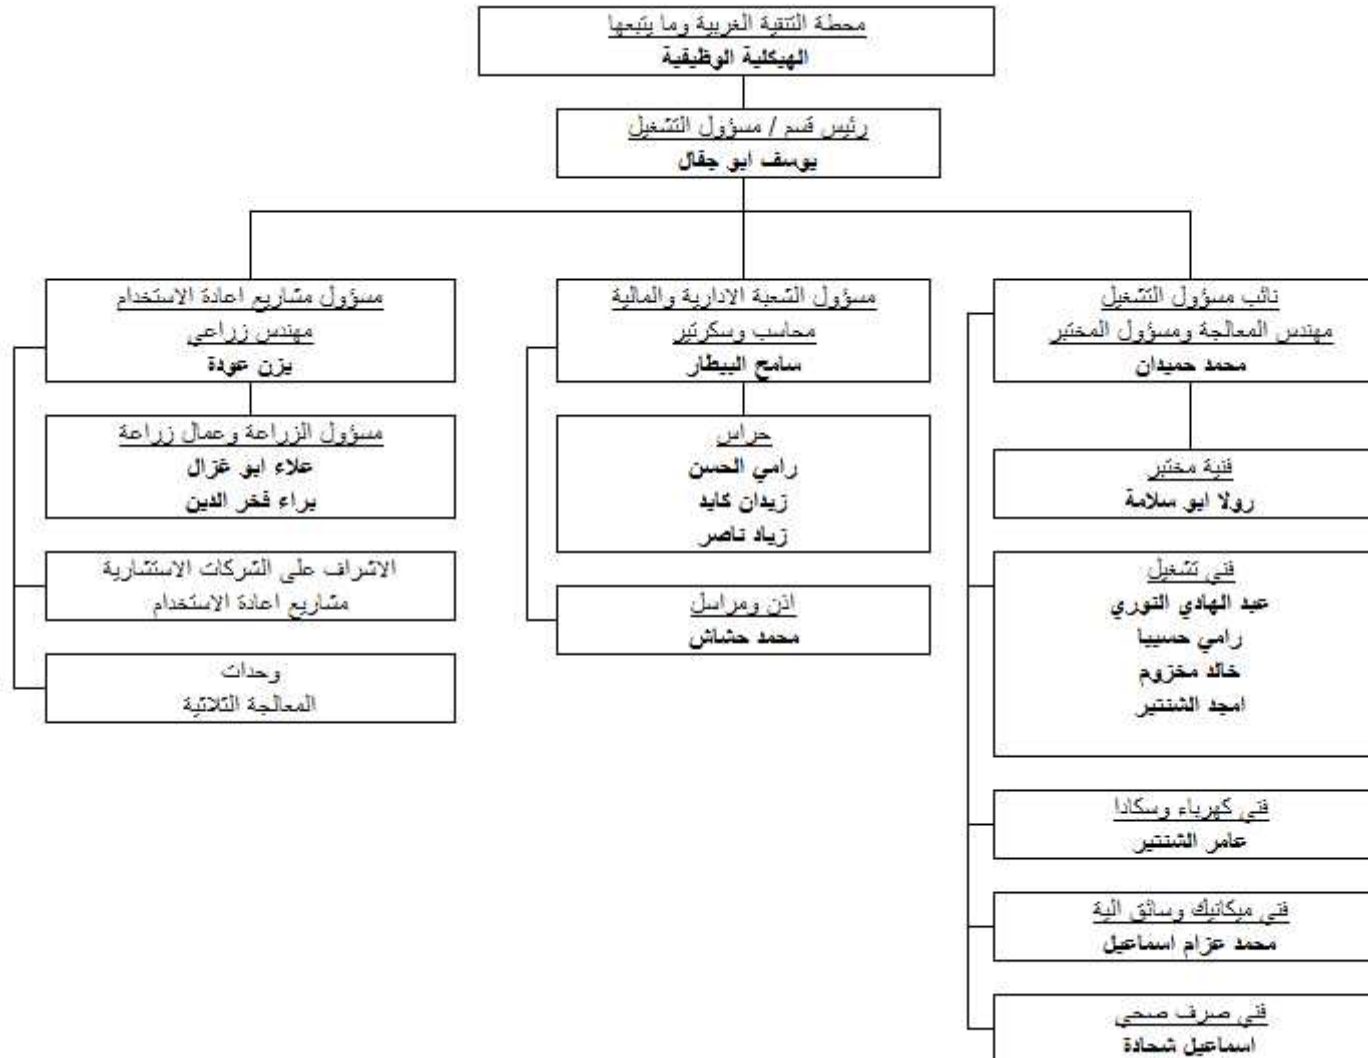 محطة التنقية الغربية وما يتبعها
الهيكلية الوظيفية
رئيس قسم / مسؤول التشغيل
يوسف ابو جفال
نائب مسؤول التشغيل
مهندس المعالجة ومسؤول المختبر
محمد حميدان
فنية مختبر
رولا ابو سلامة
فني تشغيل
عبد الهادي التوري
رامي حسيبا
خالد مخزوم
امجد الشنتير
فني كهرباء وسكادا
عامر الشنتير
فني ميكانيك وسائق الية
محمد عزام اسماعيل
فني صرف صحي
اسماعيل شحادة
مسؤول الشعبة الادارية والمالية
محاسب وسكرتير
سامح البيطار
حراس
رامي الحسن
زيدان كايد
زياد ناصر
اذن ومراسل
محمد حشاش
مسؤول مشاريع اعادة الاستخدام
مهندس زراعي
يزن عودة
مسؤول الزراعة وعمال زراعة
علاء ابو غزال
براء فخر الدين
الاشراف على الشركات الاستشارية
مشاريع اعادة الاستخدام
وحدات
المعالجة الثلاثية